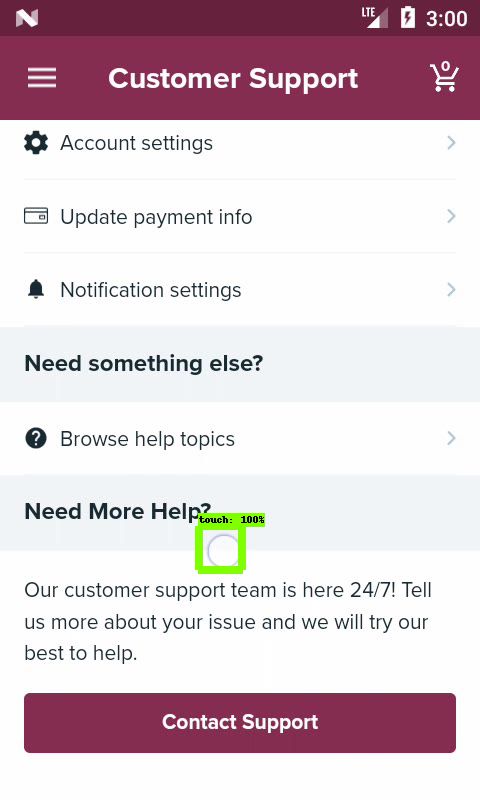 LTE
3:00
Customer Support
0
Account settings
Update payment info
Notification settings
Need something else?
Browse help topics
Need More Help?
touch: 100%
Our customer support team is here 24/7! Tell
us more about your issue and we will try our
best to help.
Contact Support